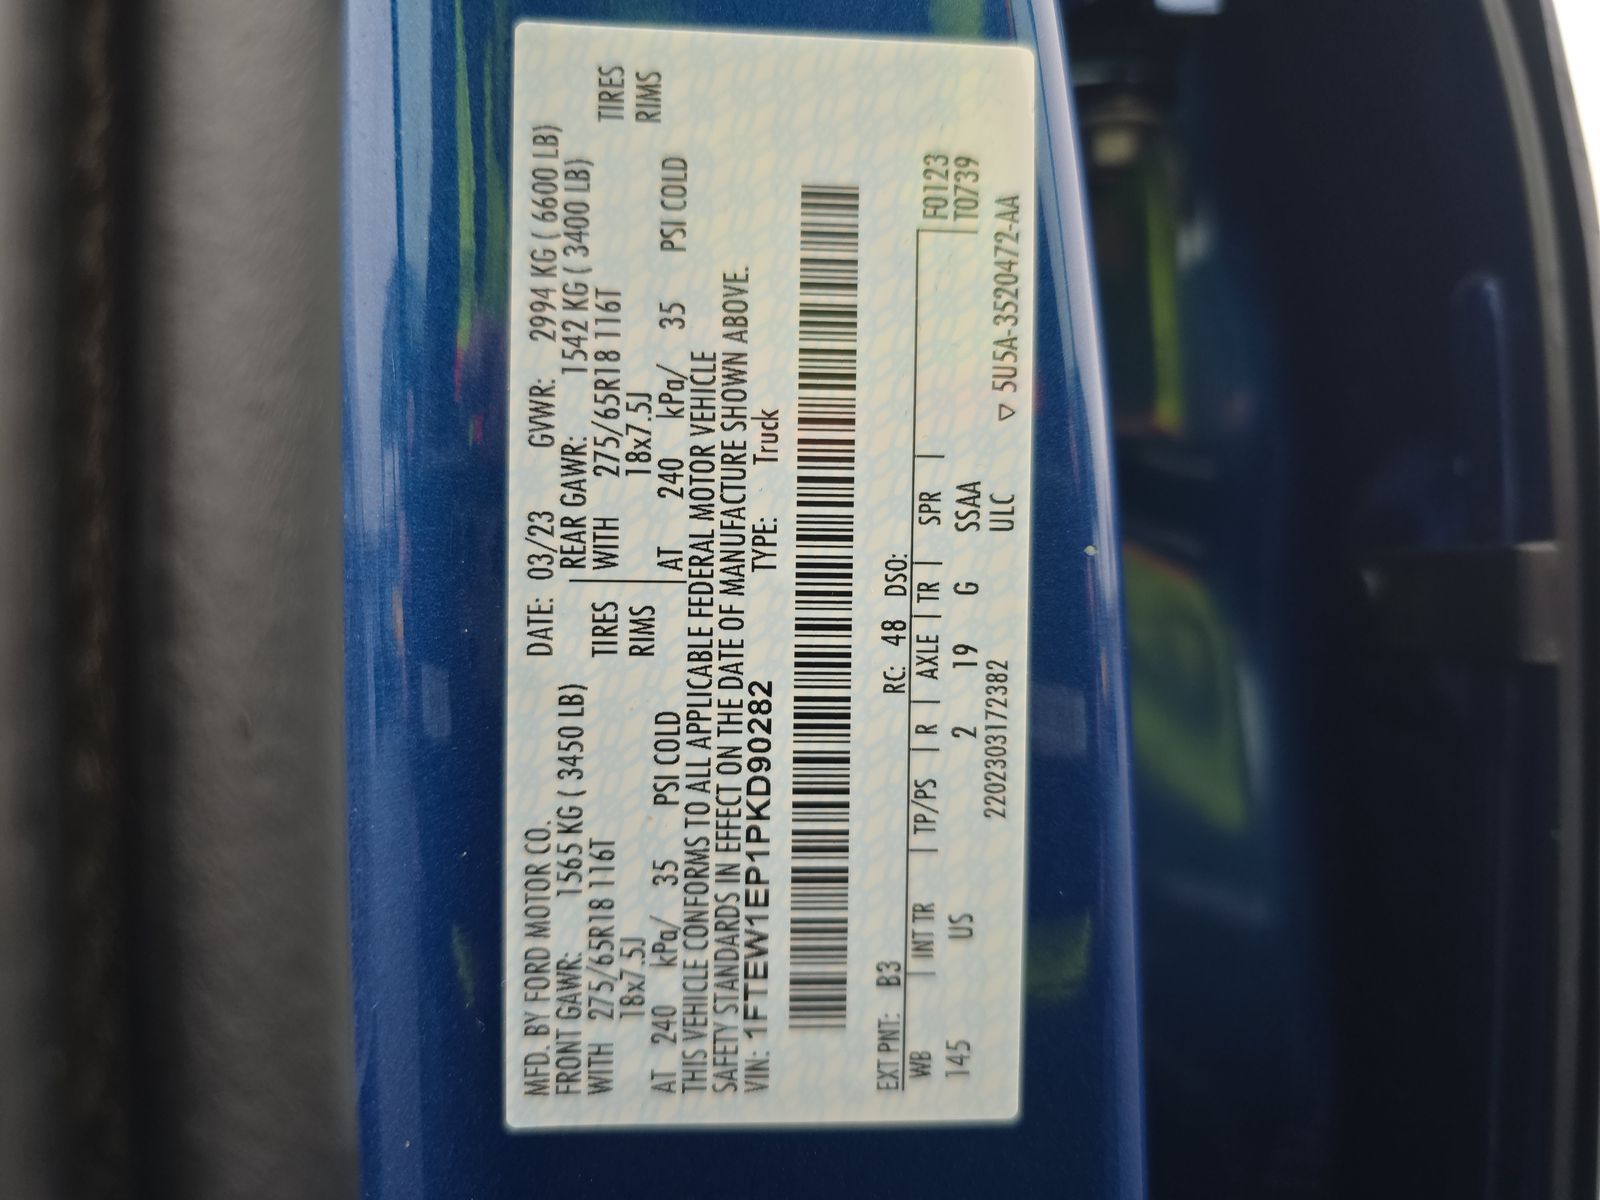 MFD. BY FORD MOTOR CO. DATE: 03/23 GVWR: 2994 KG ( 6600 LB)
FRONT GAWR: 1565 KG ( 3450 LB) REAR GAWR: 1542 KG ( 3400 LB)
WITH 275/65R18 116T TIRES WITH 275/65R18 116T TIRES
18x7.5J RIMS 18x7.5J RIMS
AT 240 kPa/ 35 PSI COLD AT 240 kPa/ 35 PSI COLD
THIS VEHICLE CONFORMS TO ALL APPLICABLE FEDERAL MOTOR VEHICLE
SAFETY STANDARDS IN EFFECT ON THE DATE OF MANUFACTURE SHOWN ABOVE.
VIN: 1FTEW1EP1PKD90282 TYPE: Truck
EXT PNT: B3 RC: 48 DSO:
WB INT TR TP/PS R AXLE TR SPR F0123
145 US 2 19 G SSAA T0739
2202303172382 ULC ▽ 5U5A-3520472-AA